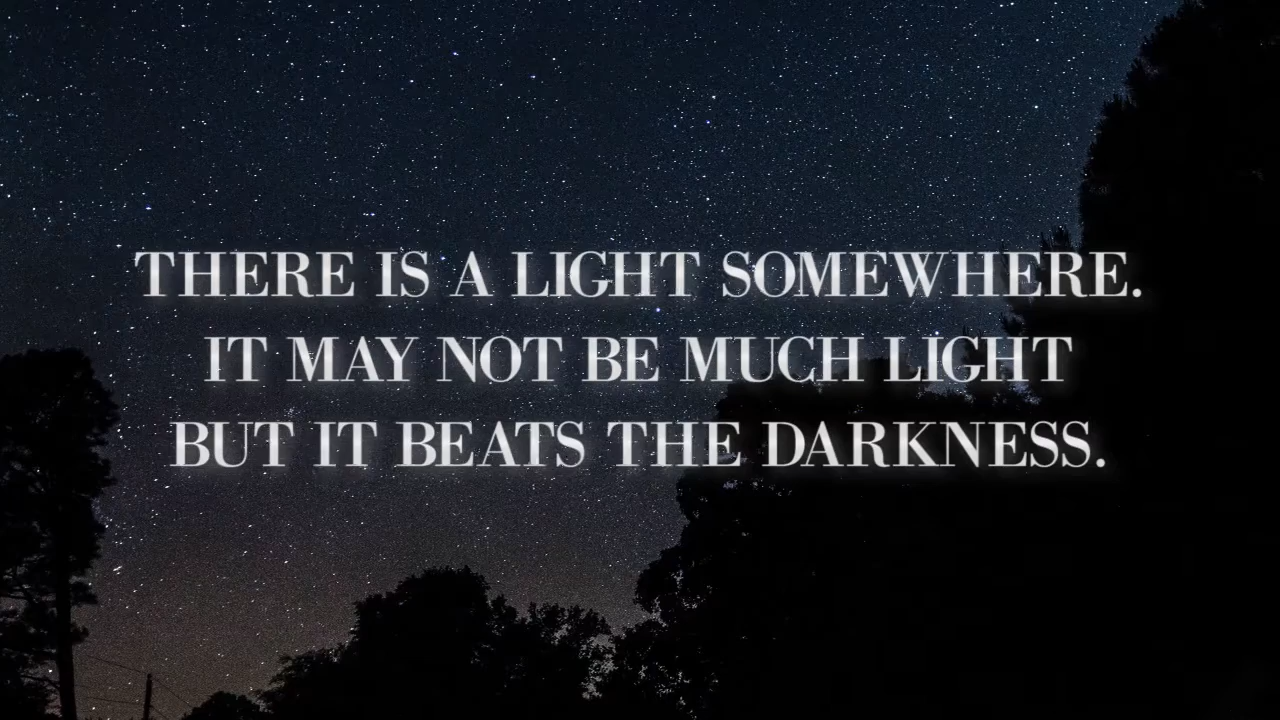 THERE IS A LIGHT SOMEWHERE.
IT MAY NOT BE MUCH LIGHT
BUT IT BEATS THE DARKNESS.